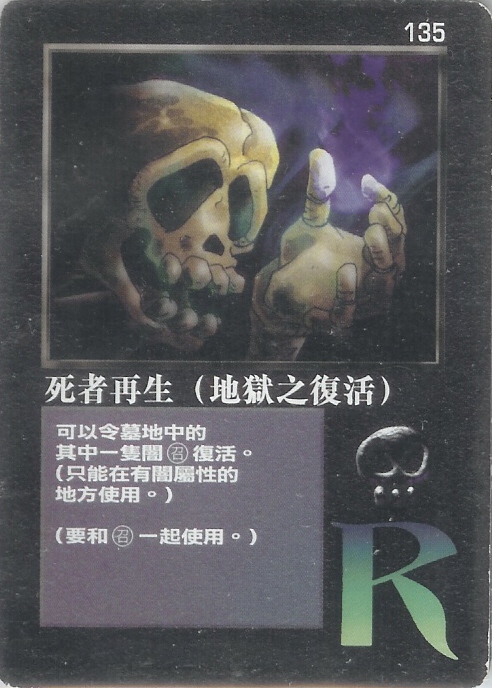 135
死者再生（地獄之復活）
可以令墓地中的
其中一隻闇㊁復活。
(只能在有闇屬性的
地方使用。)
(要和㊁一起使用。)
R